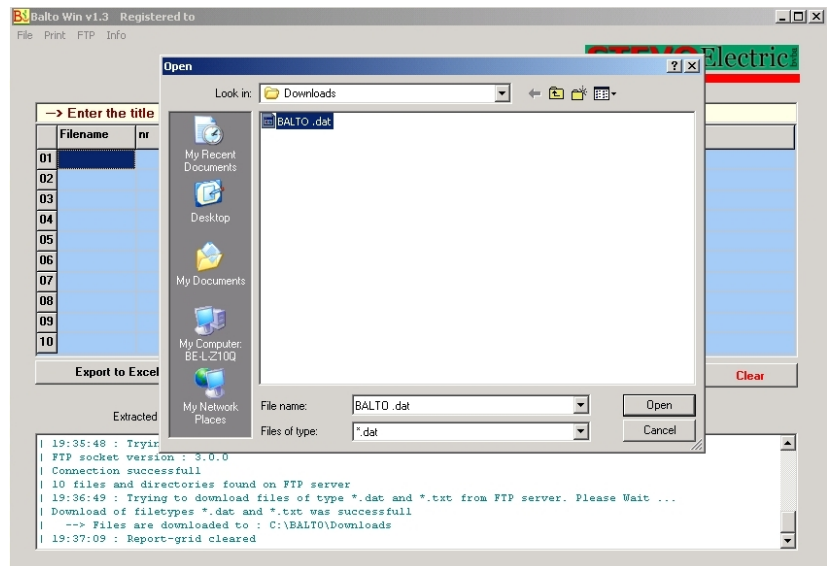 Balto Win v1.3 Registered to
File Print FTP Info
Electric
bvba
Open
Look in: Downloads
—> Enter the title
Filename nr
BALTO .dat
My Recent
Documents
Desktop
My Documents
My Computer:
BE-L-Z10Q
My Network
Places
01
02
03
04
05
06
07
08
09
10
Export to Excel
Clear
File name: BALTO .dat Open
Files of type: *.dat Cancel
Extracted
| 19:35:48 : Tryin
| FTP socket version : 3.0.0
| Connection successfull
| 10 files and directories found on FTP server
| 19:36:49 : Trying to download files of type *.dat and *.txt from FTP server. Please Wait ...
| Download of filetypes *.dat and *.txt was successfull
| --> Files are downloaded to : C:\BALTO\Downloads
| 19:37:09 : Report-grid cleared